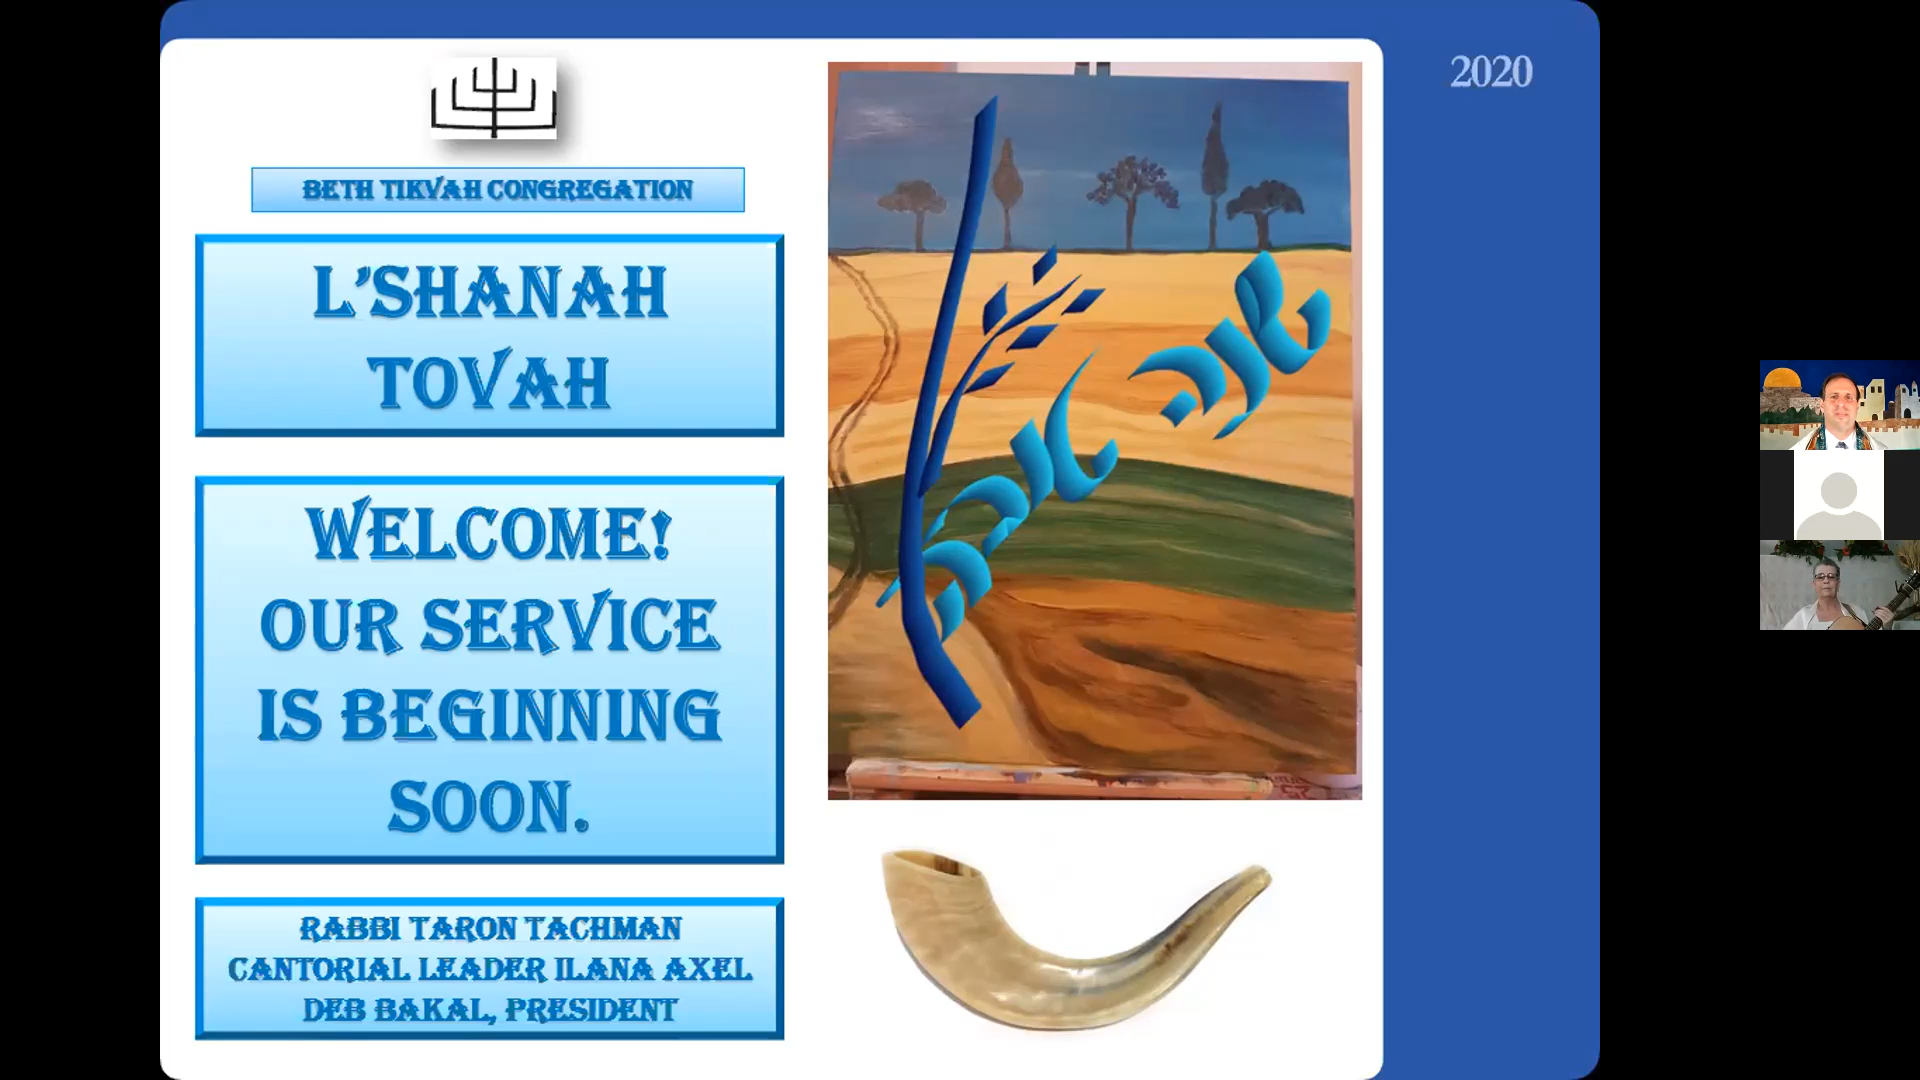 BETH TIKVAH CONGREGATION
L'SHANAH
TOVAH
WELCOME!
OUR SERVICE
IS BEGINNING
SOON.
RABBI TARON TACHMAN
CANTORIAL LEADER ILANA AXEL
DEB BAKAL, PRESIDENT
2020
שנה טובה